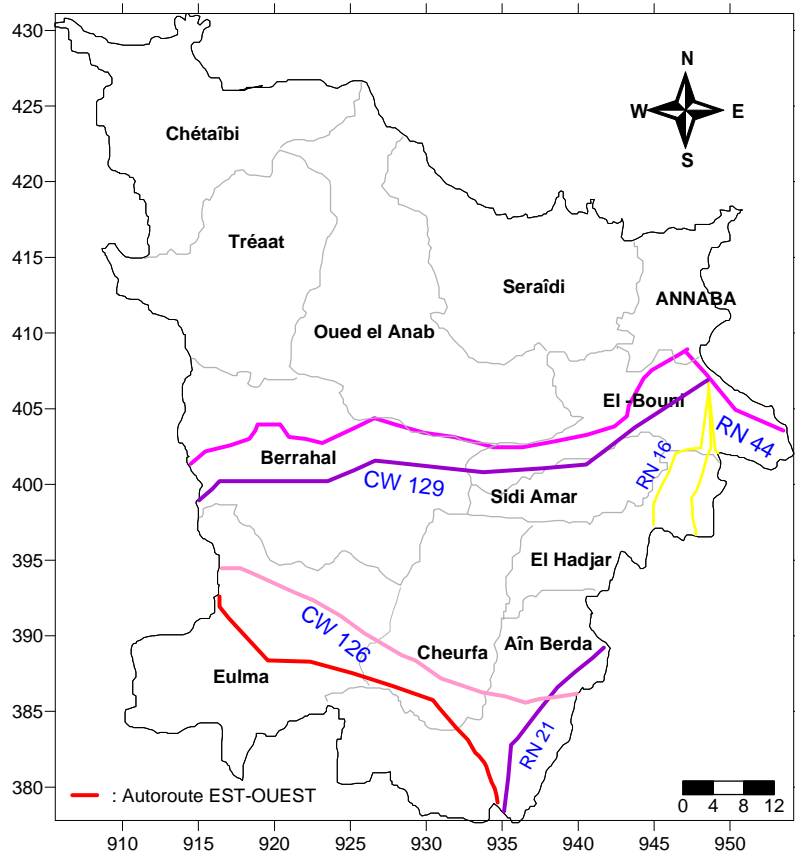 430
425
420
415
410
405
400
395
390
385
380
N
W E
S
Chétaîbi
Tréaat
Seraîdi
ANNABA
Oued el Anab
El -Bouni
RN 44
Berrahal
RN 16
CW 129
Sidi Amar
El Hadjar
CW 126
Cheurfa
Aîn Berda
Eulma
RN 21
: Autoroute EST-OUEST
0 4 8 12
910 915 920 925 930 935 940 945 950